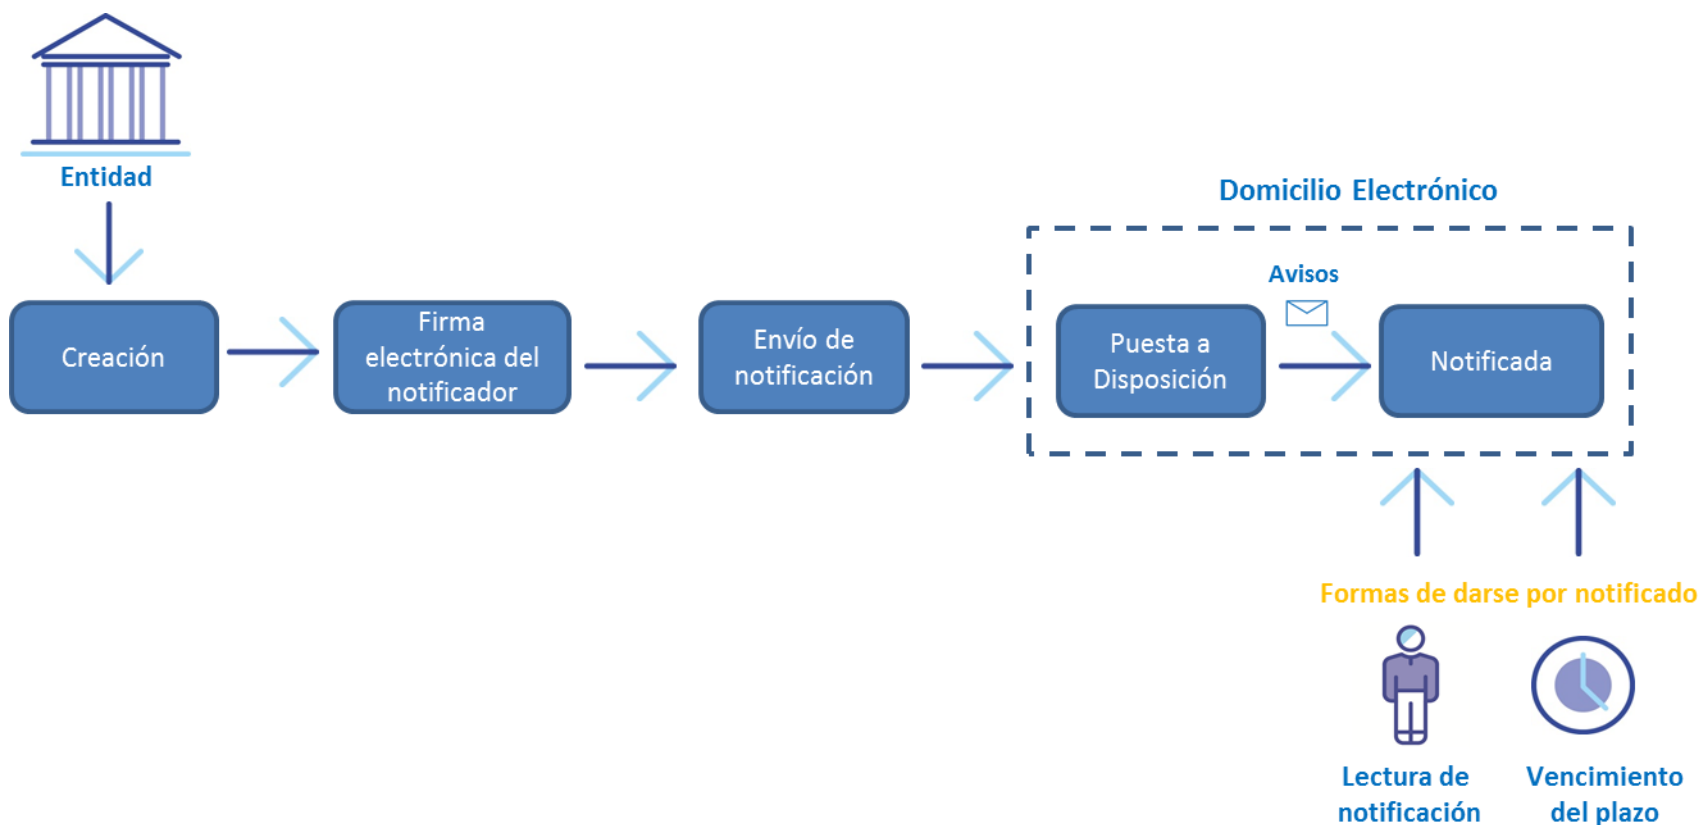 Entidad
Domicilio Electrónico
Avisos
Creación
Firma
electrónica del
notificador
Envío de
notificación
Puesta a
Disposición
Notificada
Formas de darse por notificado
Lectura de
notificación
Vencimiento
del plazo